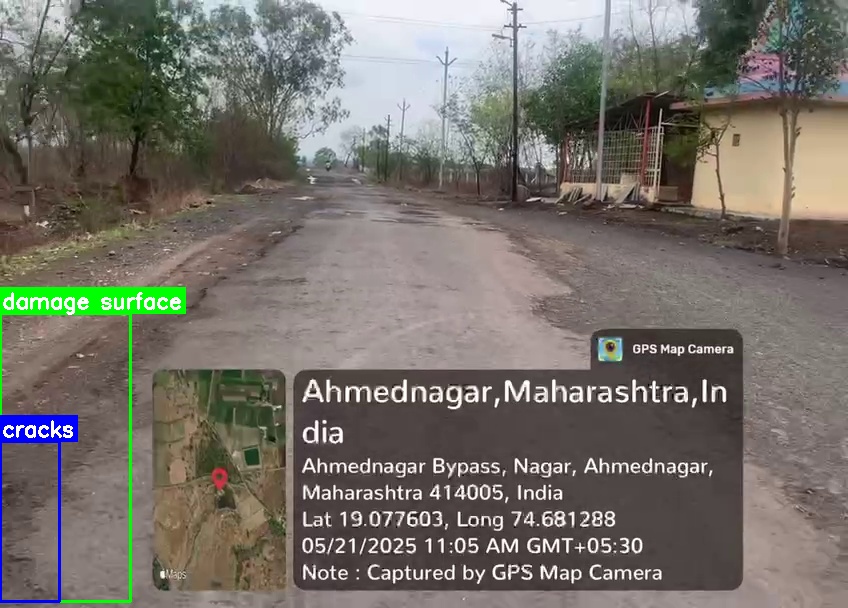 damage surface
cracks
GPS Map Camera
Ahmednagar,Maharashtra,In
dia
Ahmednagar Bypass, Nagar, Ahmednagar,
Maharashtra 414005, India
Lat 19.077603, Long 74.681288
05/21/2025 11:05 AM GMT+05:30
Note : Captured by GPS Map Camera
Maps